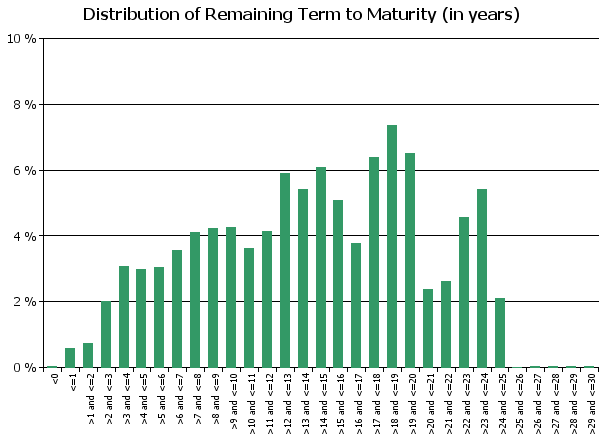 Distribution of Remaining Term to Maturity (in years)
10 %
8 %
6 %
4 %
2 %
0 %
<0
<=1
>1 and <=2
>2 and <=3
>3 and <=4
>4 and <=5
>5 and <=6
>6 and <=7
>7 and <=8
>8 and <=9
>9 and <=10
>10 and <=11
>11 and <=12
>12 and <=13
>13 and <=14
>14 and <=15
>15 and <=16
>16 and <=17
>17 and <=18
>18 and <=19
>19 and <=20
>20 and <=21
>21 and <=22
>22 and <=23
>23 and <=24
>24 and <=25
>25 and <=26
>26 and <=27
>27 and <=28
>28 and <=29
>29 and <=30